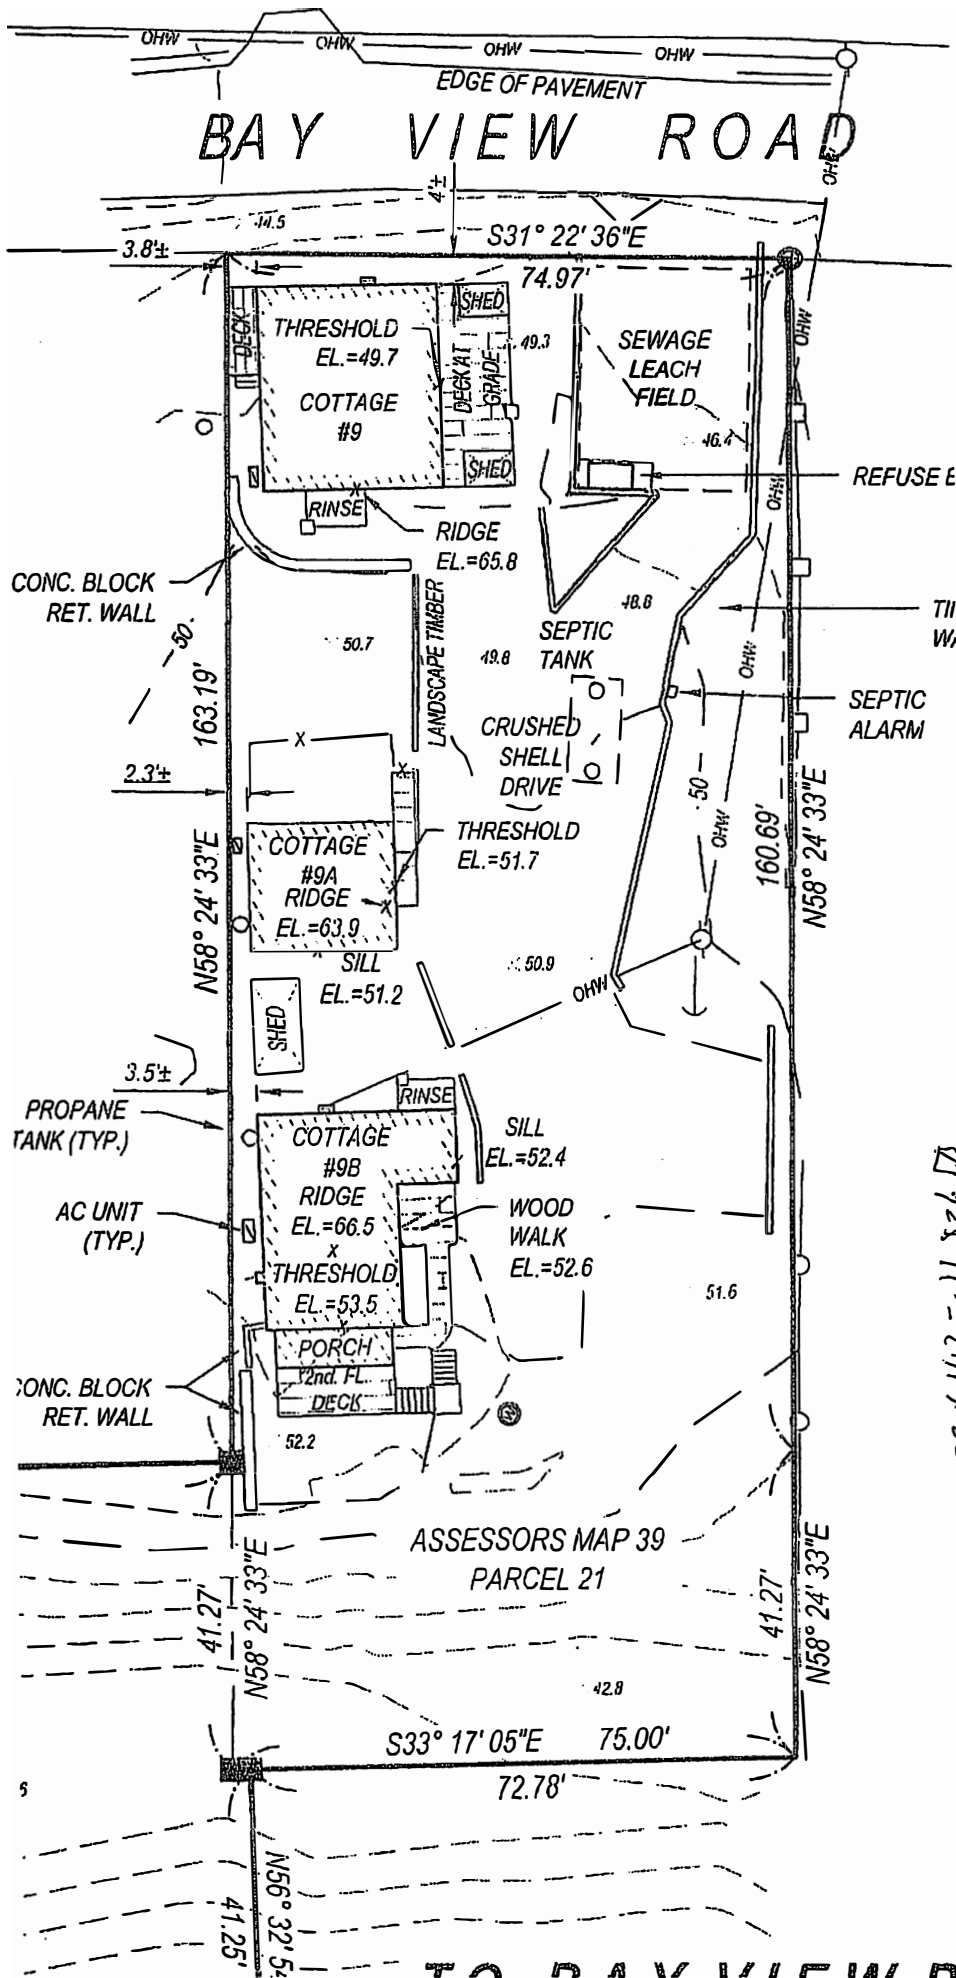 OHW
OHW
OHW
OHW
EDGE OF PAVEMENT
BAY VIEW ROAD
OHW
4'±
44.5
S31° 22' 36"E
3.8'±
74.97'
DECK
THRESHOLD
EL.=49.7
COTTAGE
#9
SHED
DECK AT
GRADE
49.3
SEWAGE
LEACH
FIELD
OHW
46.4
SHED
REFUSE
OHW
RINSE
RIDGE
EL.=65.8
CONC. BLOCK
RET. WALL
50
163.19'
50.7
LANDSCAPE TIMBER
49.8
48.8
SEPTIC
TANK
OHW
SEPTIC
ALARM
CRUSHED
SHELL
DRIVE
2.3'±
X
X
50
OHW
160.69'
N58° 24' 33"E
THRESHOLD
EL.=51.7
COTTAGE
#9A
RIDGE
X
EL.=63.9
N58° 24' 33"E
SILL
EL.=51.2
50.9
OHW
SHED
3.5'±
PROPANE
TANK (TYP.)
RINSE
SILL
EL.=52.4
COTTAGE
#9B
RIDGE
EL.=66.5
X
THRESHOLD
EL.=53.5
AC UNIT
(TYP.)
WOOD
WALK
EL.=52.6
51.6
PORCH
2nd. FL.
DECK
CONC. BLOCK
RET. WALL
52.2
W
ASSESSORS MAP 39
PARCEL 21
41.27'
N58° 24' 33"E
41.27'
N58° 24' 33"E
42.8
S33° 17' 05"E 75.00'
72.78'
N56° 32' 5
41.25'
TO BAY VIEW